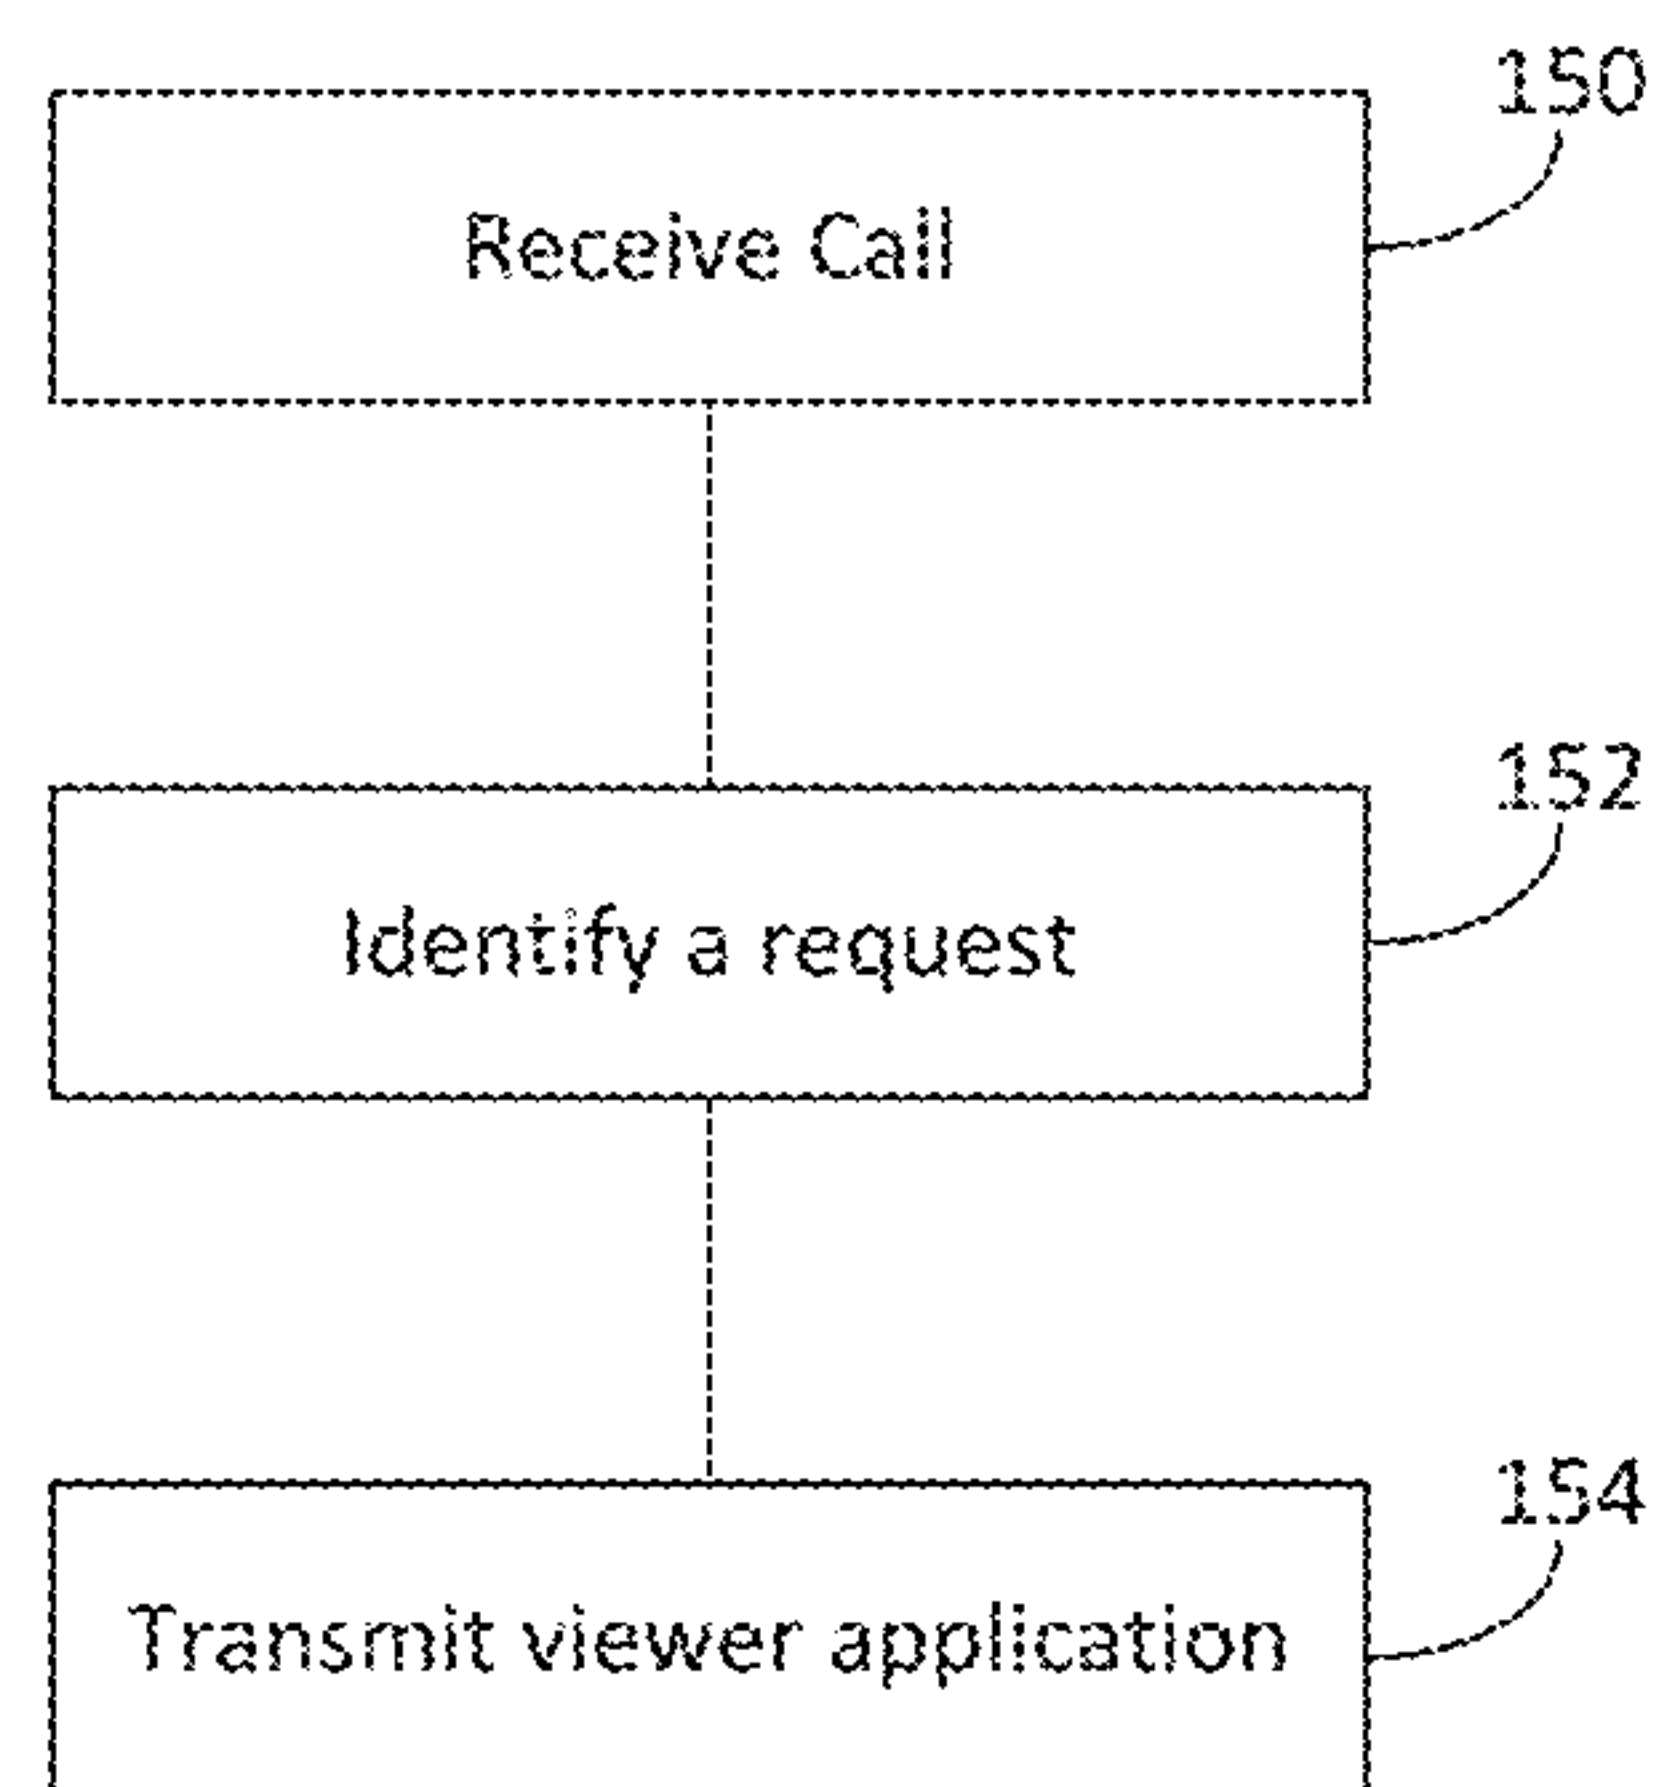 150
Receive Call
152
Identify a request
154
Transmit viewer application